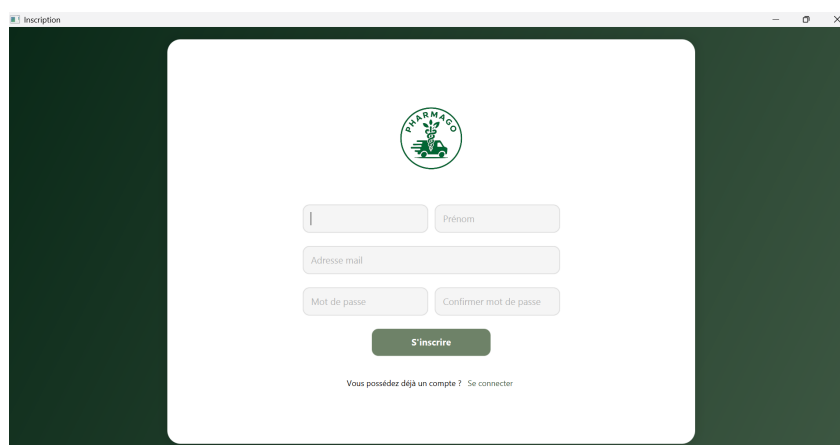 Inscription
PHARMAGO
Prénom
Adresse mail
Mot de passe
Confirmer mot de passe
S'inscrire
Vous possédez déjà un compte ? Se connecter